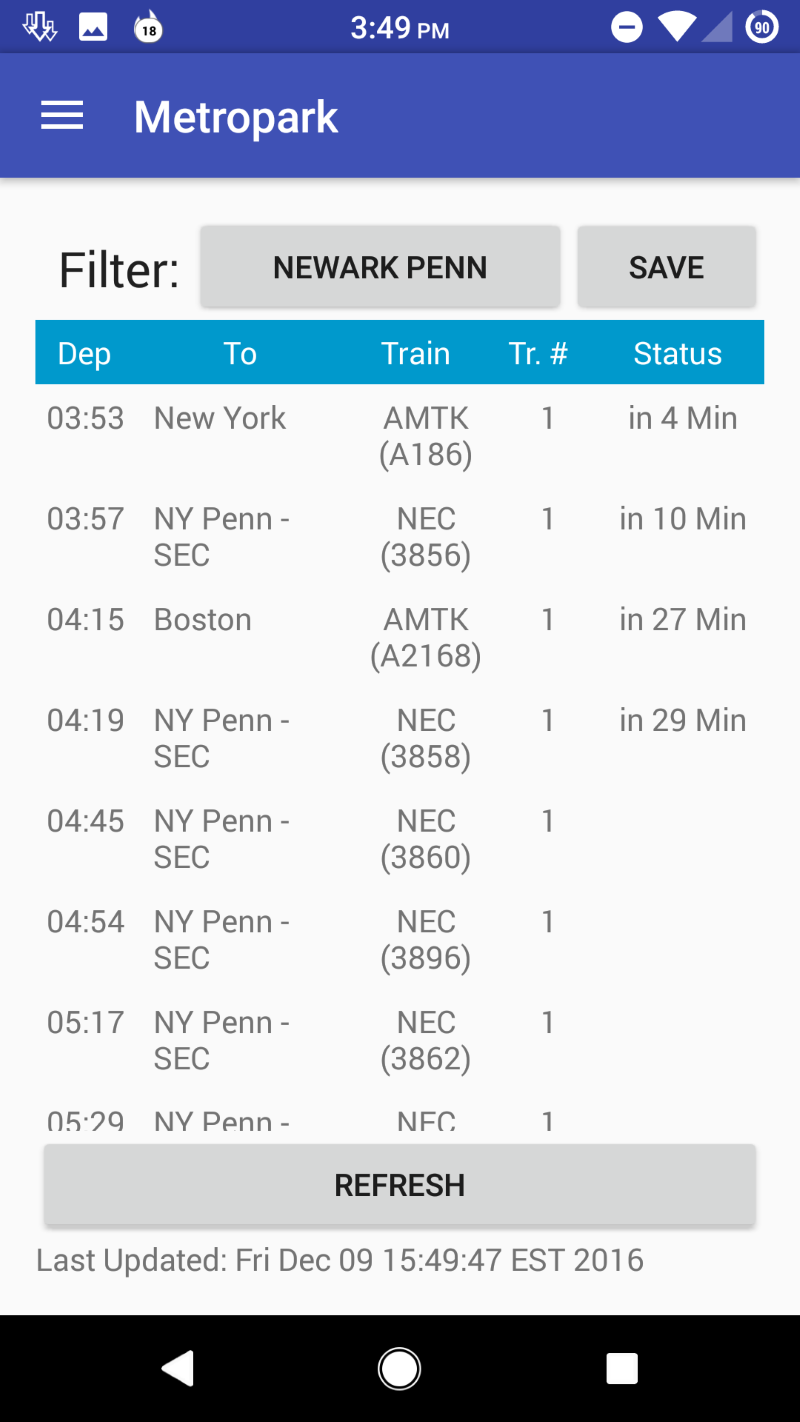 18 3:49 PM 90
Metropark
Filter: NEWARK PENN SAVE
Dep To Train Tr. # Status
03:53 New York AMTK 1 in 4 Min
(A186)
03:57 NY Penn - NEC 1 in 10 Min
SEC (3856)
04:15 Boston AMTK 1 in 27 Min
(A2168)
04:19 NY Penn - NEC 1 in 29 Min
SEC (3858)
04:45 NY Penn - NEC 1
SEC (3860)
04:54 NY Penn - NEC 1
SEC (3896)
05:17 NY Penn - NEC 1
SEC (3862)
05:29 NY Penn - NEC 1
REFRESH
Last Updated: Fri Dec 09 15:49:47 EST 2016